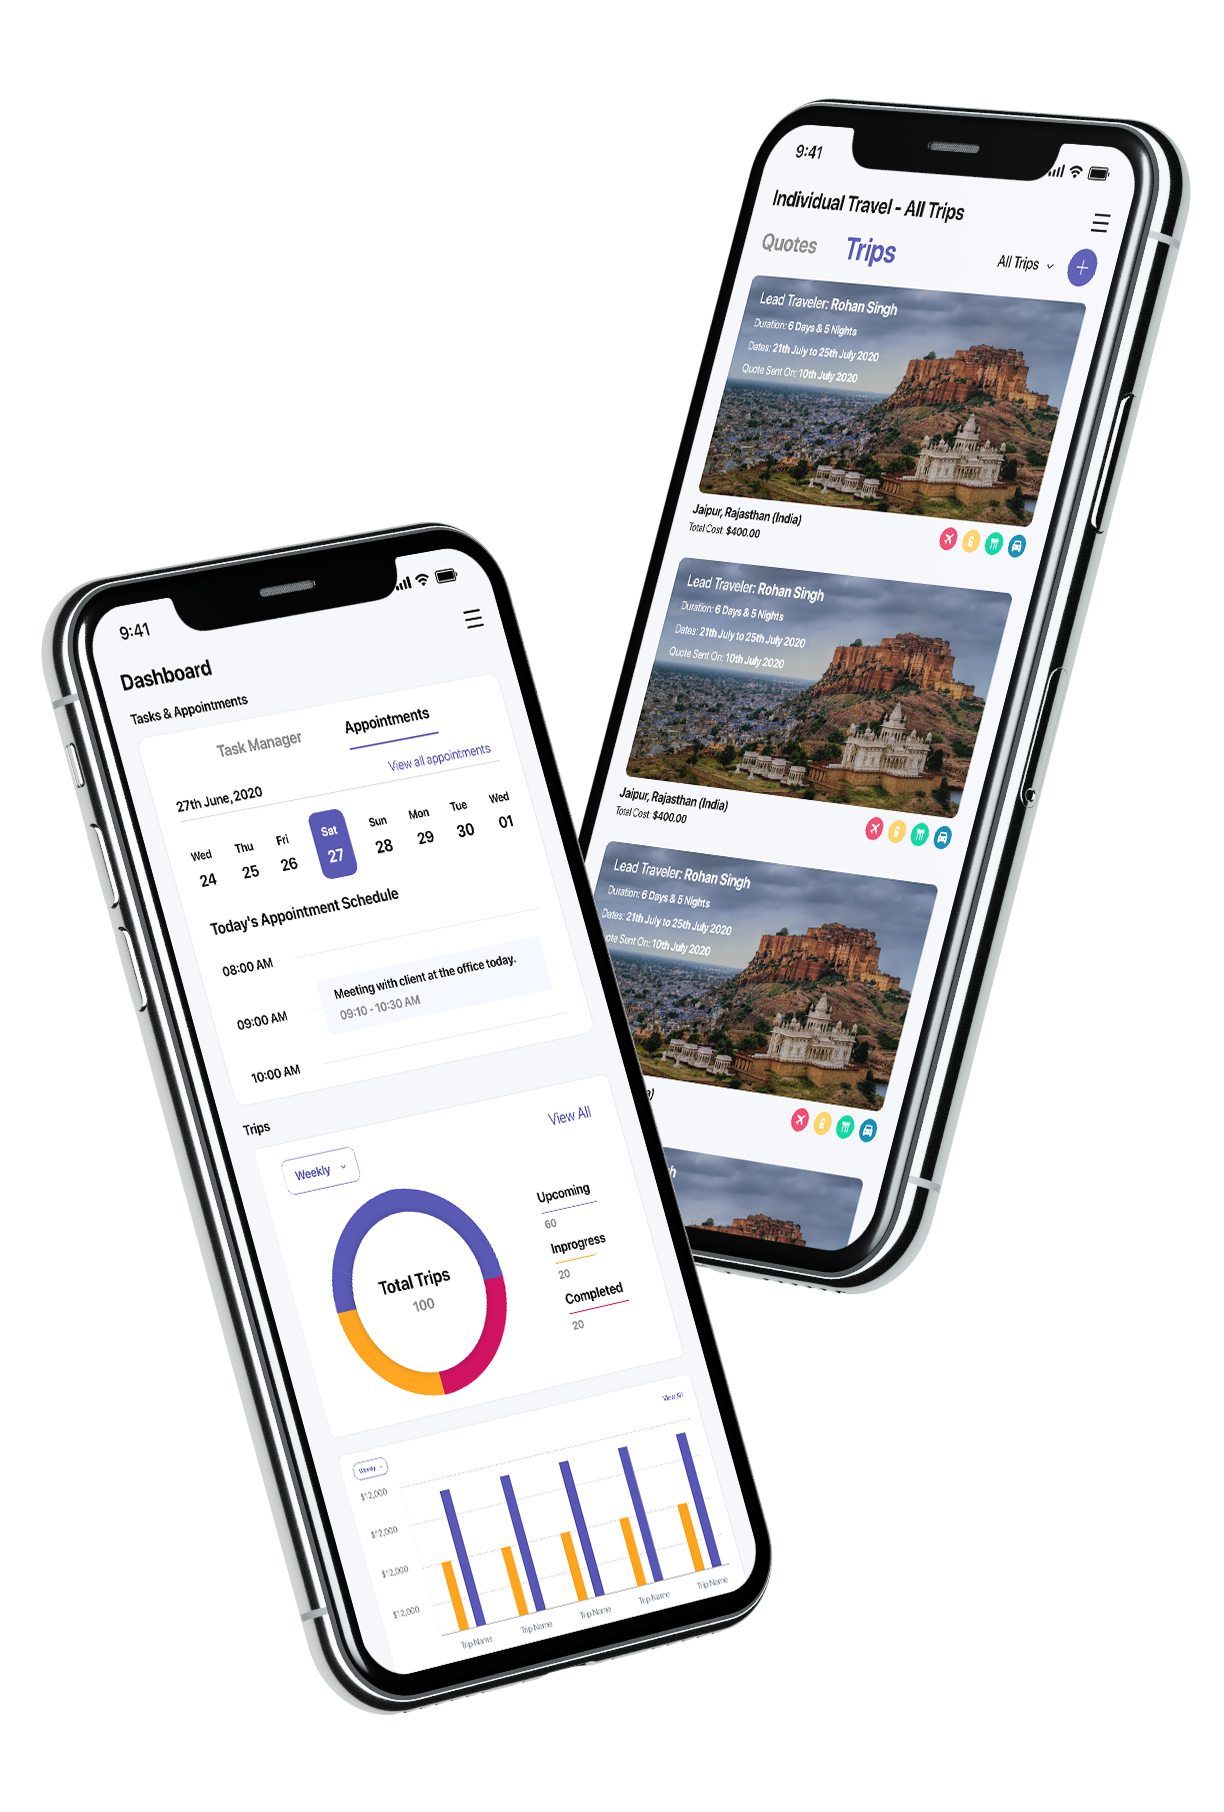 9:41
Individual Travel - All Trips
Quotes Trips All Trips
Lead Traveler: Rohan Singh
Duration: 6 Days & 5 Nights
Dates: 21th July to 25th July 2020
Quote Sent On: 10th July 2020
Jaipur, Rajasthan (India)
Total Cost: $400.00
Lead Traveler: Rohan Singh
Duration: 6 Days & 5 Nights
Dates: 21th July to 25th July 2020
Quote Sent On: 10th July 2020
Jaipur, Rajasthan (India)
Total Cost: $400.00
Lead Traveler: Rohan Singh
Duration: 6 Days & 5 Nights
Dates: 21th July to 25th July 2020
ote Sent On: 10th July 2020
a)
h
9:41
Dashboard
Tasks & Appointments
Task Manager Appointments
View all appointments
27th June, 2020
Wed Thu Fri Sat Sun Mon Tue Wed
24 25 26 27 28 29 30 01
Today's Appointment Schedule
08:00 AM
09:00 AM
Meeting with client at the office today.
09:10 - 10:30 AM
10:00 AM
Trips
View All
Weekly
Total Trips
100
Upcoming
60
Inprogress
20
Completed
20
View All
Weekly
$12,000
$12,000
$12,000
$12,000
Trip Name Trip Name Trip Name Trip Name Trip Name